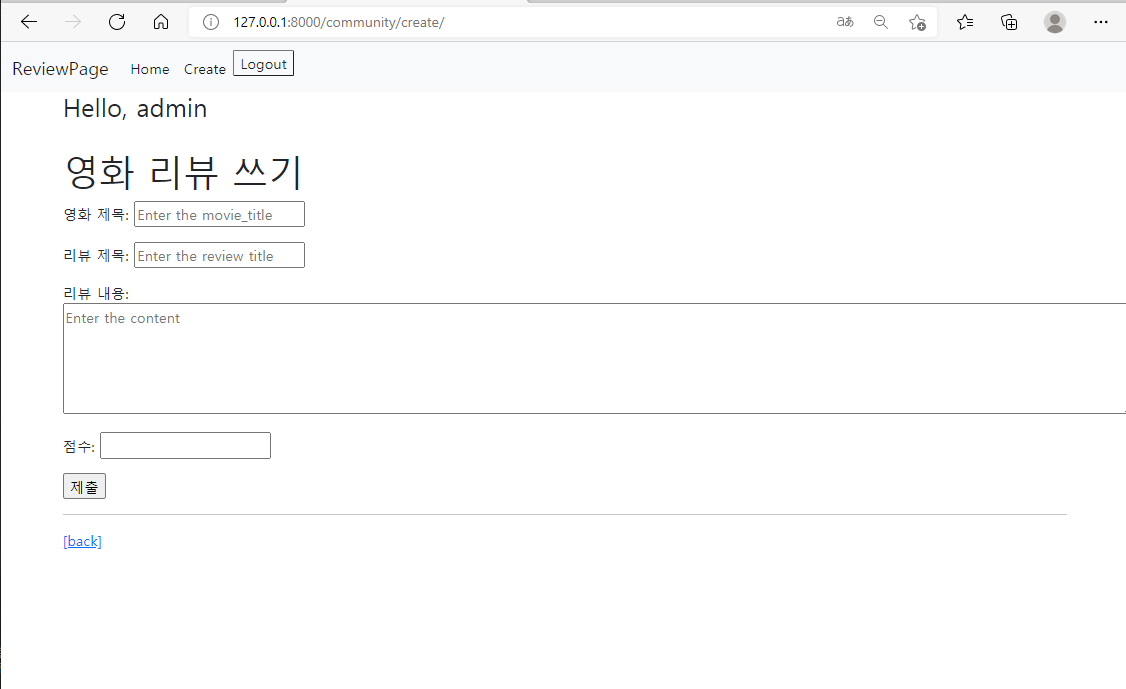 127.0.0.1:8000/community/create/
ReviewPage Home Create Logout
Hello, admin
영화 리뷰 쓰기
영화 제목: Enter the movie_title
리뷰 제목: Enter the review title
리뷰 내용:
Enter the content
점수:
제출
[back]